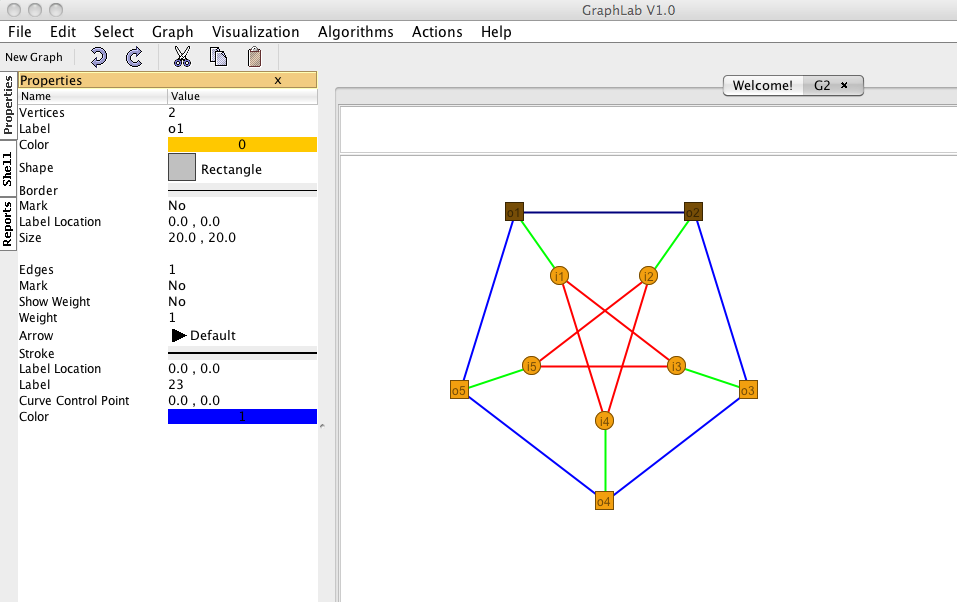 GraphLab V1.0
File Edit Select Graph Visualization Algorithms Actions Help
New Graph
Properties x
Name Value
Vertices 2
Label o1
Color 0
Shape Rectangle
Border
Mark No
Label Location 0.0 , 0.0
Size 20.0 , 20.0
Edges 1
Mark No
Show Weight No
Weight 1
Arrow Default
Stroke
Label Location 0.0 , 0.0
Label 23
Curve Control Point 0.0 , 0.0
Color 1
Properties
Shell
Reports
Welcome! G2 ×
o1 o2
i1 i2
i5 i3
o5 o3
i4
o4